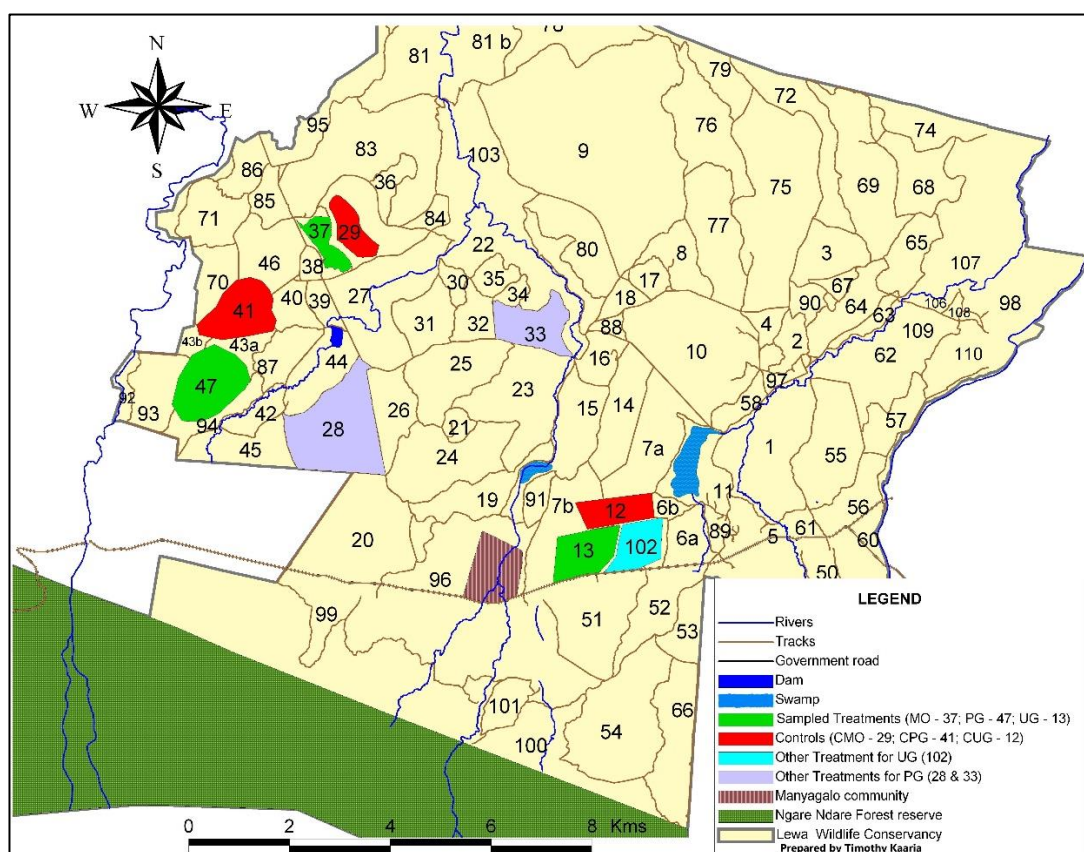 N
W E
S
78
81 81 b
79
72
95 76 74
83 103 9
86 36 75 69 68
85
71 84 77
37 29 65
22 80 8 3 107
46 38 35 17 67
70 30 34 18 90 64 106 98
40 39 27 63 108
41 31 32 33 88 4 2 109
43b 43a 10 62 110
44 25 16
87 23 97
47 15 14 58
92 93 42 28 26 21 57
94 1
45 24 7a 55
11
19 91 7b 12 6b 56
20 89 5 61 60
13 102 6a
96 50
99 51 52
53
101 66
54
100
LEGEND
Rivers
Tracks
Government road
Dam
Swamp
Sampled Treatments (MO - 37; PG - 47; UG - 13)
Controls (CMO - 29; CPG - 41; CUG - 12)
Other Treatment for UG (102)
Other Treatments for PG (28 & 33)
Manyagalo community
Ngare Ndare Forest reserve
Lewa Wildlife Conservancy
Prepared by Timothy Kaaria
0 2 4 6 8 Kms